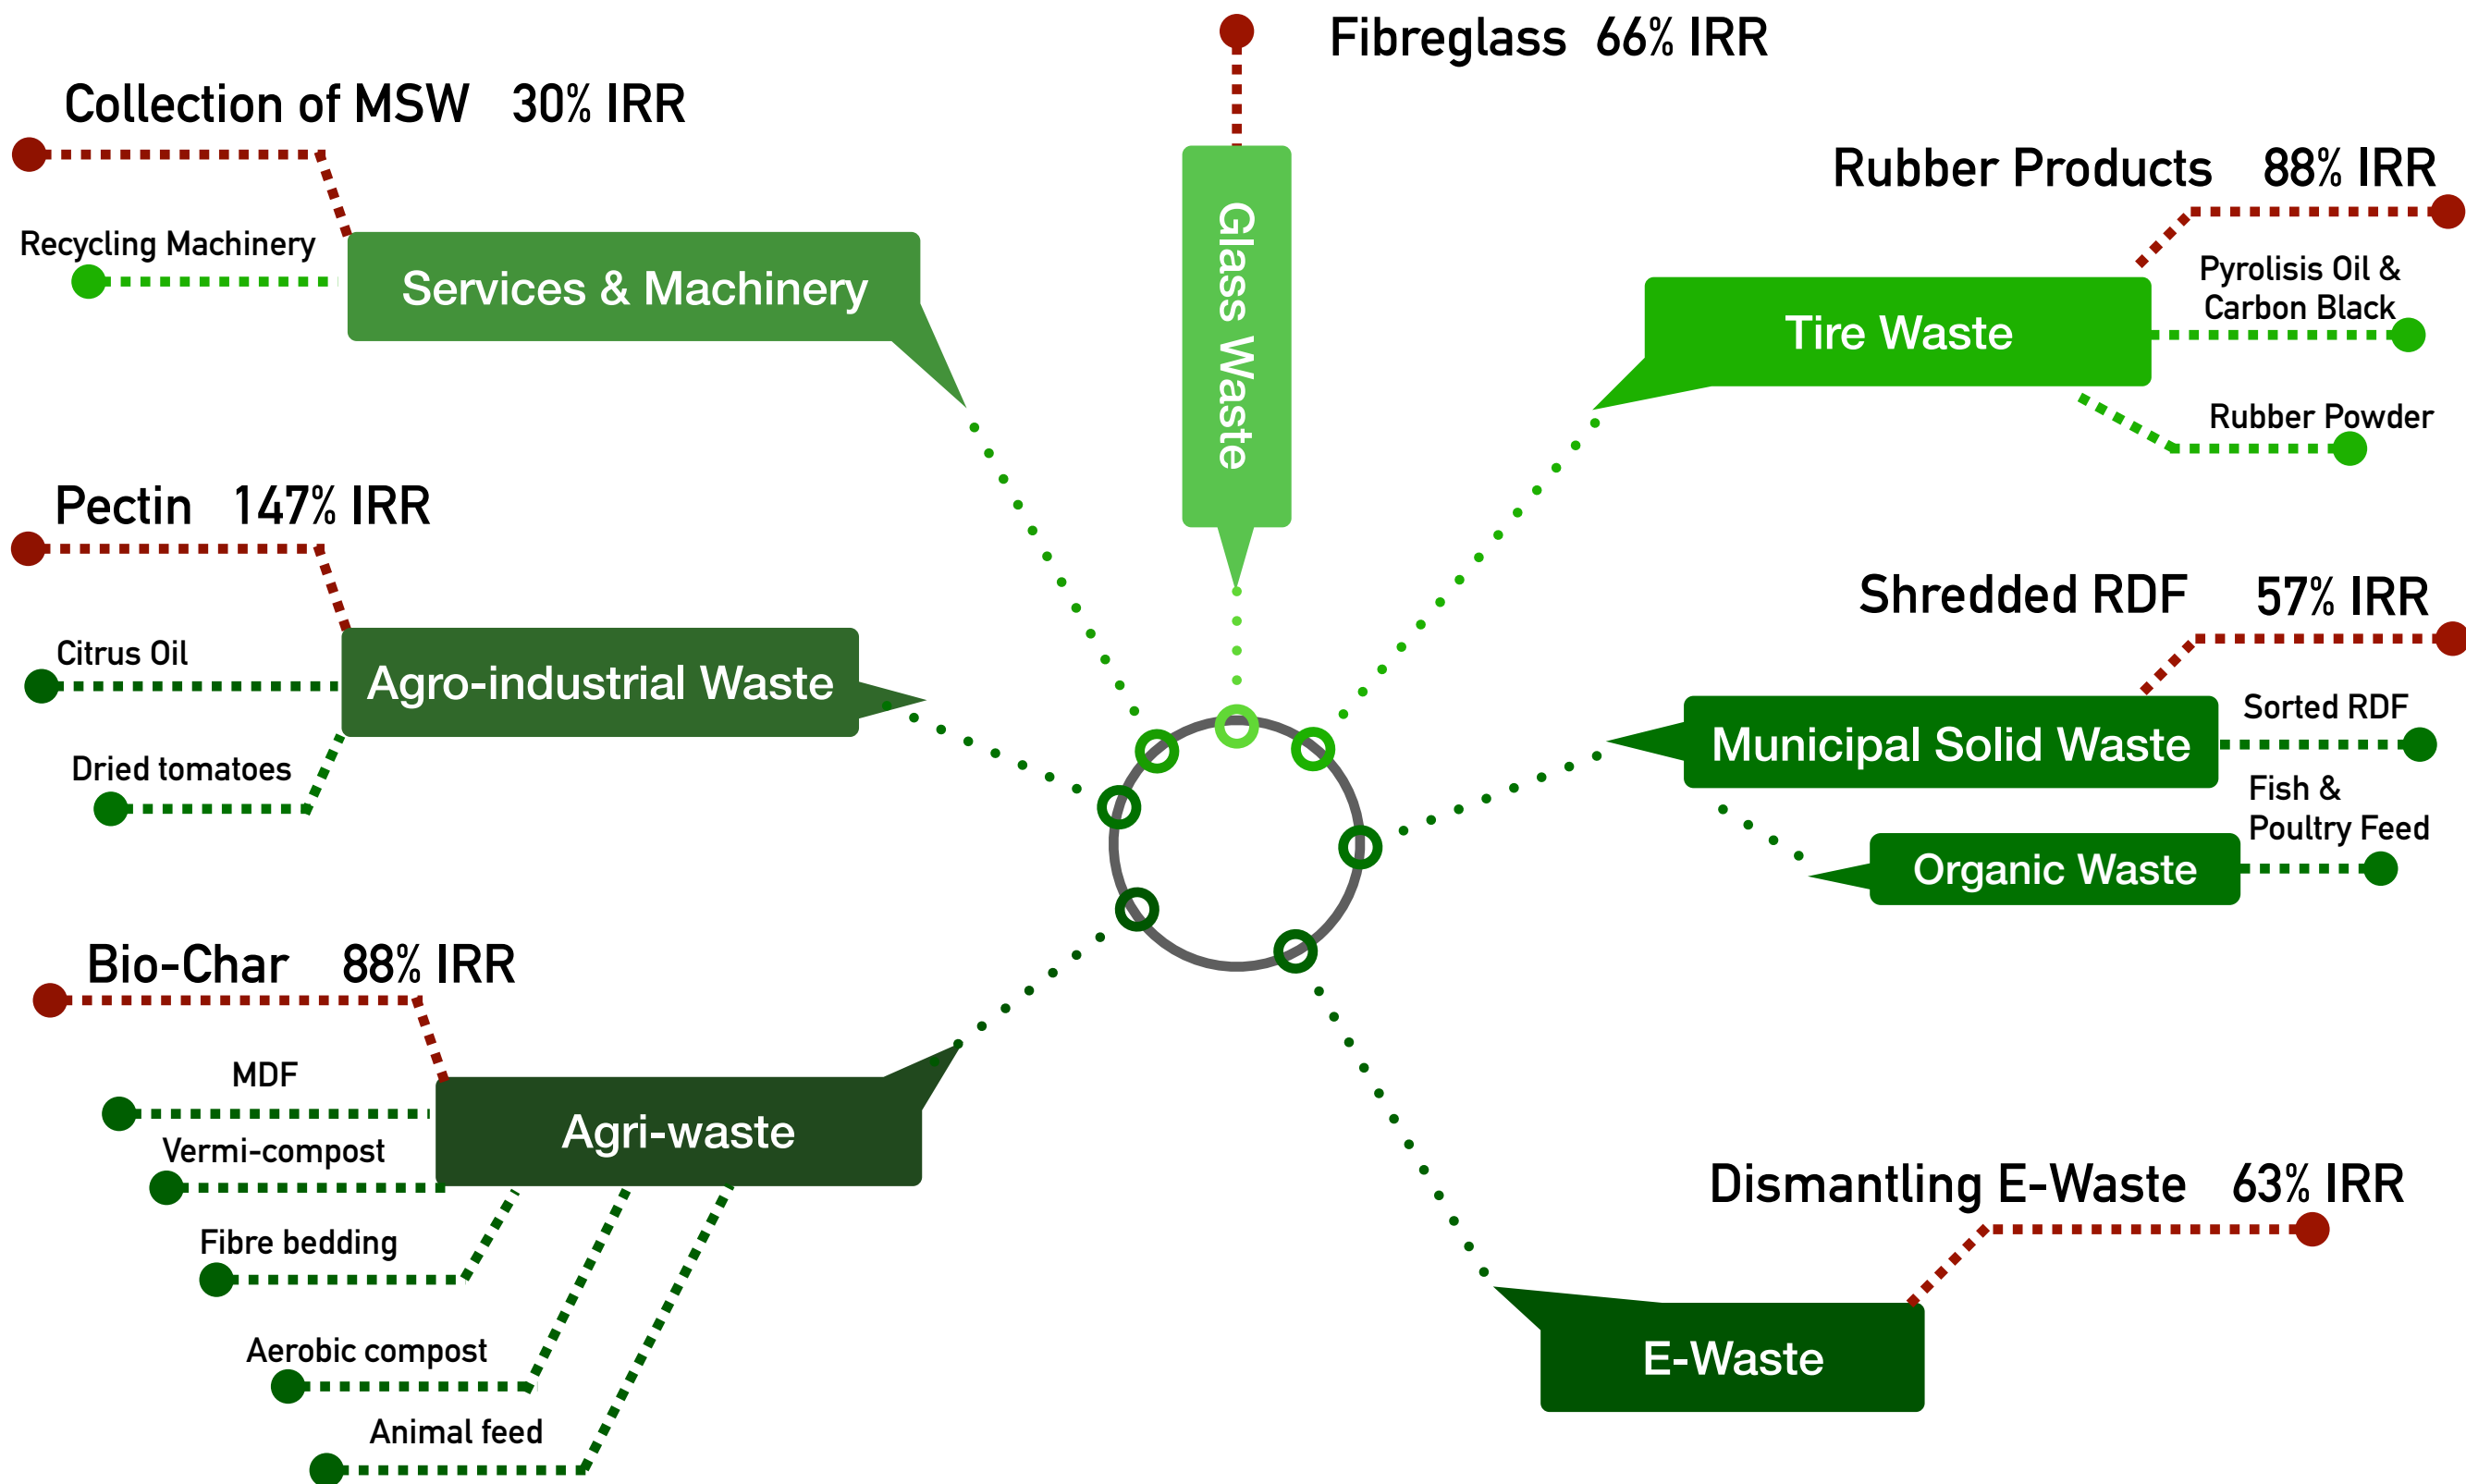 Fibreglass 66% IRR
Glass Waste
Collection of MSW 30% IRR
Recycling Machinery
Services & Machinery
Rubber Products 88% IRR
Pyrolisis Oil &
Carbon Black
Tire Waste
Rubber Powder
Pectin 147% IRR
Citrus Oil
Agro-industrial Waste
Dried tomatoes
Shredded RDF 57% IRR
Sorted RDF
Municipal Solid Waste
Fish &
Poultry Feed
Organic Waste
Bio-Char 88% IRR
MDF
Vermi-compost
Agri-waste
Fibre bedding
Aerobic compost
Animal feed
Dismantling E-Waste 63% IRR
E-Waste